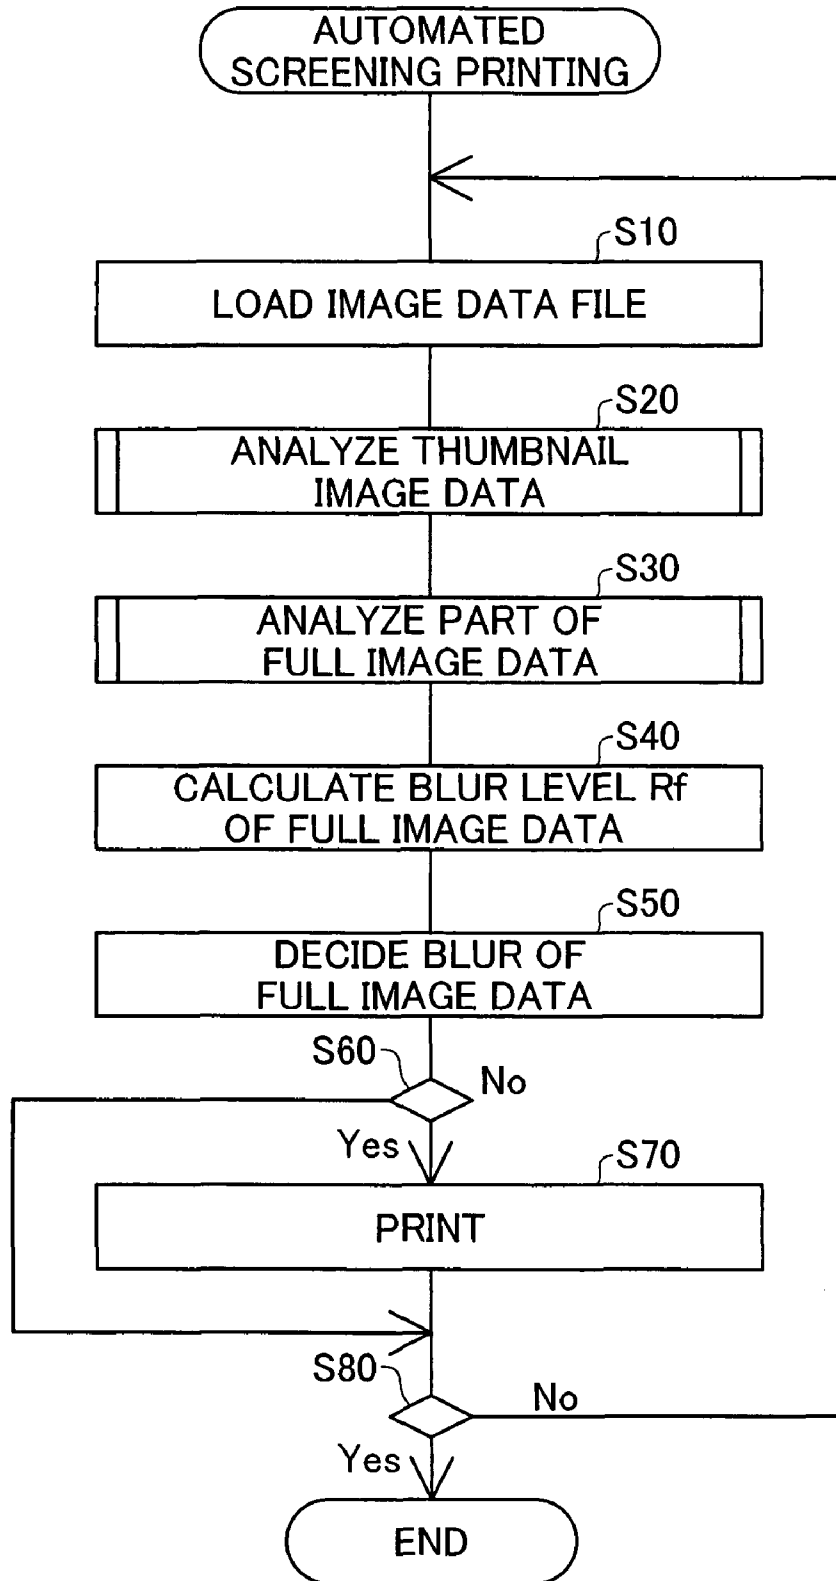 AUTOMATED
SCREENING PRINTING
S10
LOAD IMAGE DATA FILE
S20
ANALYZE THUMBNAIL
IMAGE DATA
S30
ANALYZE PART OF
FULL IMAGE DATA
S40
CALCULATE BLUR LEVEL Rf
OF FULL IMAGE DATA
S50
DECIDE BLUR OF
FULL IMAGE DATA
S60
No
Yes
S70
PRINT
S80
No
Yes
END